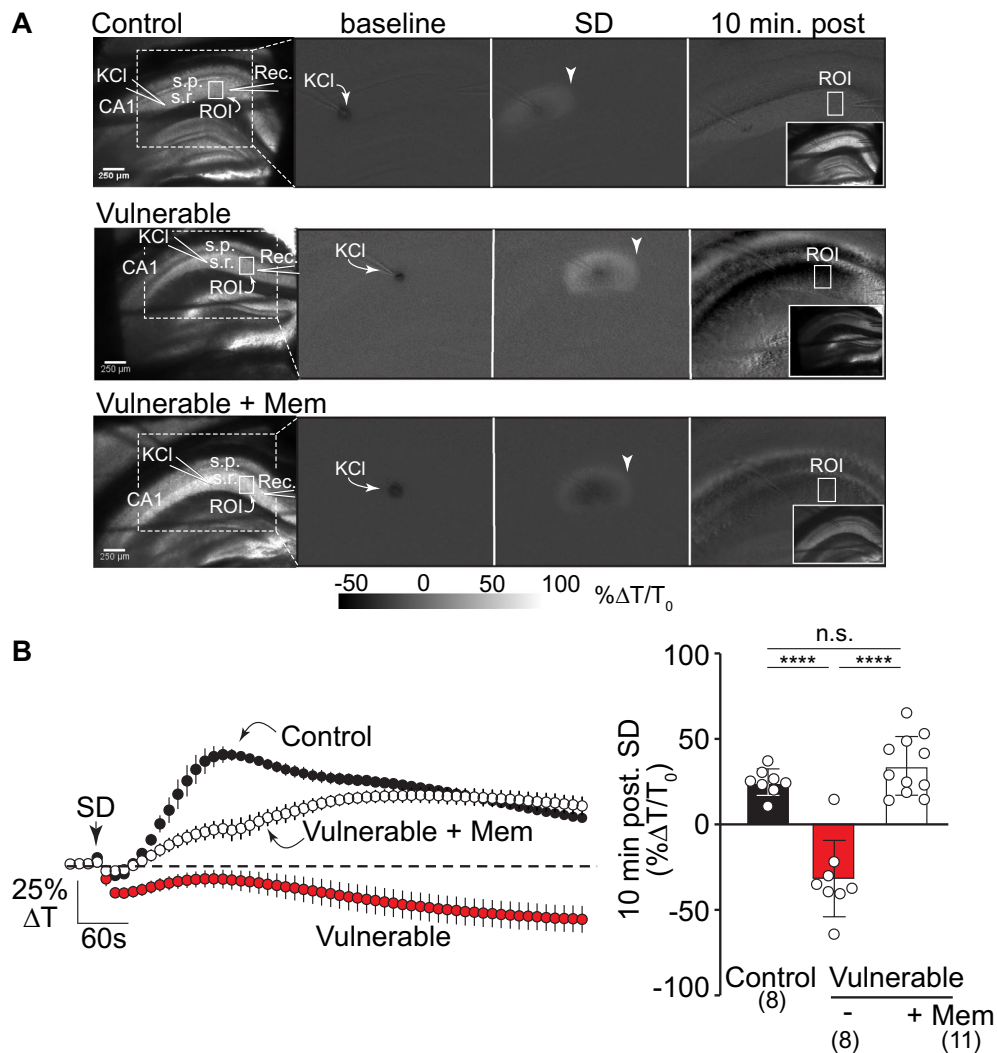 A
Control
baseline
SD
10 min. post
KCl
CA1
s.p.
s.r.
Rec.
ROI
250 µm
KCl
ROI
Vulnerable
KCl
CA1
s.p.
s.r.
Rec.
ROI
250 µm
KCl
ROI
Vulnerable + Mem
KCl
CA1
s.p.
s.r.
Rec.
ROI
250 µm
KCl
ROI
-50 0 50 100 %ΔT/T0
B
SD
Control
Vulnerable + Mem
Vulnerable
25%
ΔT
60s
10 min post. SD
(%ΔT/T0)
100
50
0
-50
-100
n.s.
**** ****
Control Vulnerable
(8)
- + Mem
(8) (11)